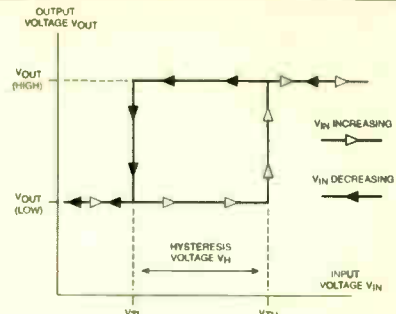 OUTPUT
VOLTAGE VOUT
VOUT
(HIGH)
VIN INCREASING
VIN DECREASING
VOUT
(LOW)
HYSTERESIS
VOLTAGE VH
INPUT
VOLTAGE VIN